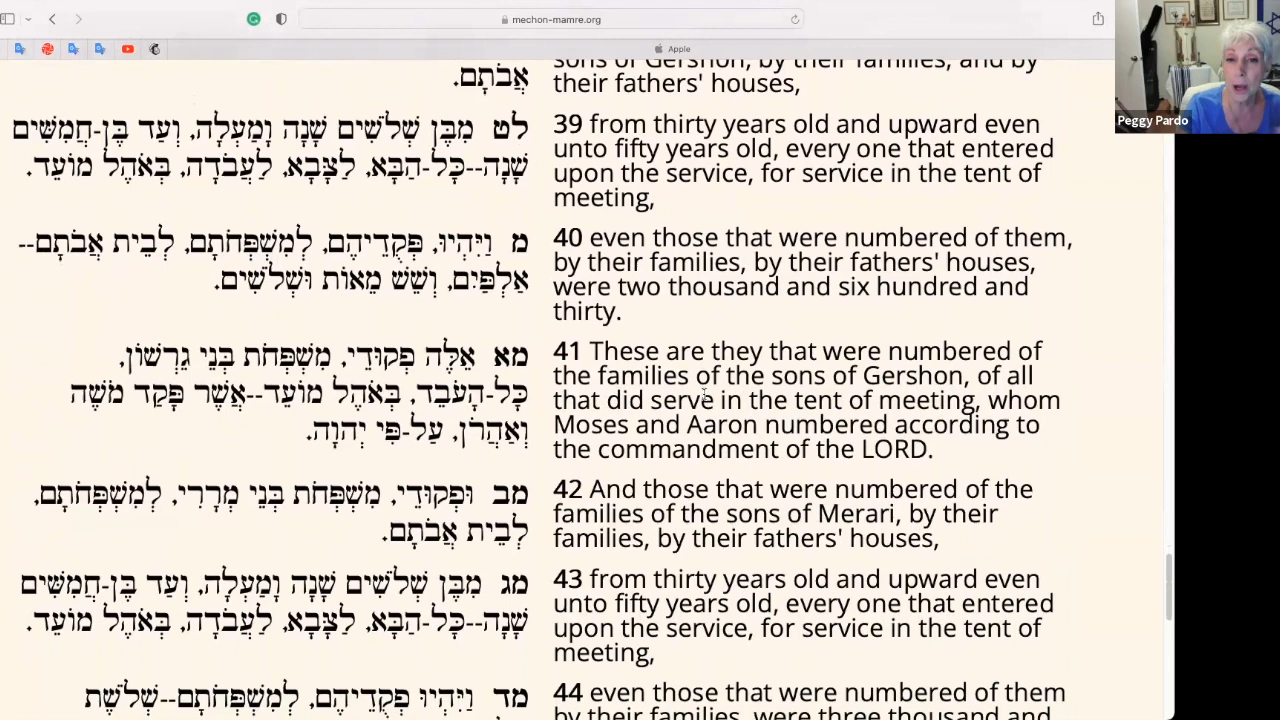 mechon-mamre.org
Apple
Peggy Pardo
אֲבֹתָם.
sons of Gershon, by their families, and by
their fathers' houses,
לט מִבֶּן שְׁלֹשִׁים שָׁנָה וָמַעְלָה, וְעַד בֶּן-חֲמִשִּׁים
שָׁנָה--כָּל-הַבָּא, לַצָּבָא, לַעֲבֹדָה, בְּאֹהֶל מוֹעֵד.
39 from thirty years old and upward even
unto fifty years old, every one that entered
upon the service, for service in the tent of
meeting,
מ וַיִּהְיוּ, פְּקֻדֵיהֶם, לְמִשְׁפְּחֹתָם, לְבֵית אֲבֹתָם--
אַלְפַּיִם, וְשֵׁשׁ מֵאוֹת וּשְׁלֹשִׁים.
40 even those that were numbered of them,
by their families, by their fathers' houses,
were two thousand and six hundred and
thirty.
מא אֵלֶּה פְקוּדֵי, מִשְׁפְּחֹת בְּנֵי גֵרְשׁוֹן,
כָּל-הָעֹבֵד, בְּאֹהֶל מוֹעֵד--אֲשֶׁר פָּקַד מֹשֶׁה
וְאַהֲרֹן, עַל-פִּי יְהוָה.
41 These are they that were numbered of
the families of the sons of Gershon, of all
that did serve in the tent of meeting, whom
Moses and Aaron numbered according to
the commandment of the LORD.
מב וּפְקוּדֵי, מִשְׁפְּחֹת בְּנֵי מְרָרִי, לְמִשְׁפְּחֹתָם,
לְבֵית אֲבֹתָם.
42 And those that were numbered of the
families of the sons of Merari, by their
families, by their fathers' houses,
מג מִבֶּן שְׁלֹשִׁים שָׁנָה וָמַעְלָה, וְעַד בֶּן-חֲמִשִּׁים
שָׁנָה--כָּל-הַבָּא, לַצָּבָא, לַעֲבֹדָה, בְּאֹהֶל מוֹעֵד.
43 from thirty years old and upward even
unto fifty years old, every one that entered
upon the service, for service in the tent of
meeting,
מד וַיִּהְיוּ פְקֻדֵיהֶם, לְמִשְׁפְּחֹתָם--שְׁלֹשֶׁת
44 even those that were numbered of them
by their families, were three thousand and